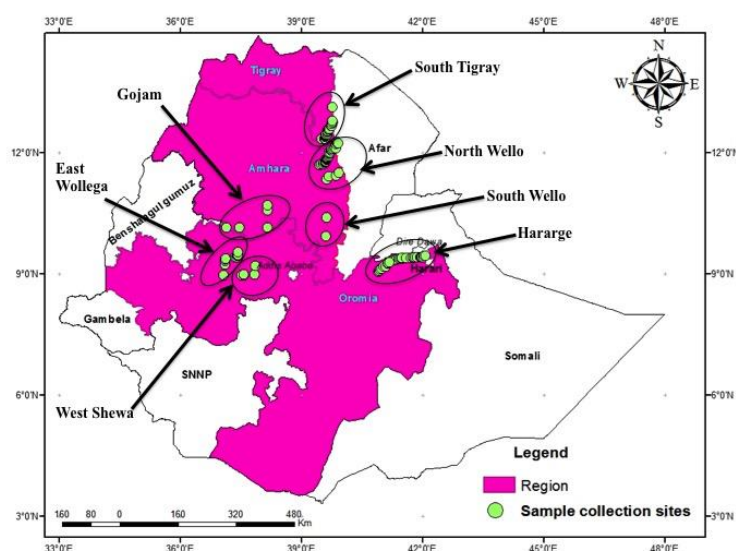 33°0'E 36°0'E 39°0'E 42°0'E 45°0'E 48°0'E
N
W E
S
Tigray
South Tigray
Gojam
12°0'N
Afar
12°0'N
North Wello
Amhara
East
Wollega
Benshangulgumuz
South Wello
Dire Dawa
Hararge
Addis Ababa
Harari
9°0'N
9°0'N
Oromia
Gambela
Somali
SNNP
6°0'N
6°0'N
West Shewa
Legend
Region
Sample collection sites
160 80 0 160 320 480
Km
3°0'N
3°0'N
33°0'E 36°0'E 39°0'E 42°0'E 45°0'E 48°0'E